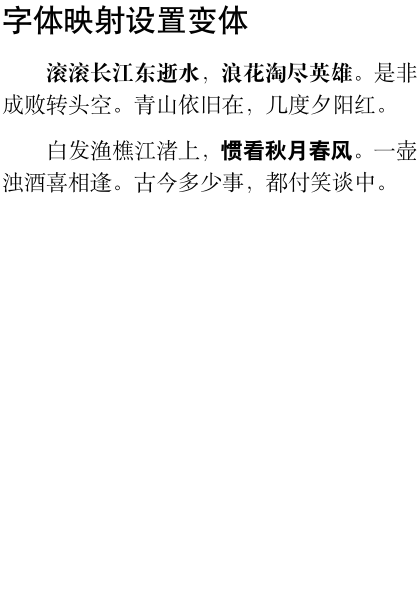 字体映射设置变体
滚滚长江东逝水，浪花淘尽英雄。是非
成败转头空。青山依旧在，几度夕阳红。
白发渔樵江渚上，惯看秋月春风。一壶
浊酒喜相逢。古今多少事，都付笑谈中。